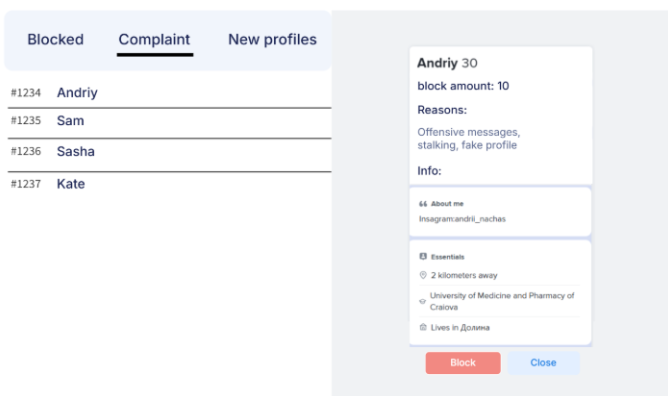 Blocked Complaint New profiles
#1234 Andriy
#1235 Sam
#1236 Sasha
#1237 Kate
Andriy 30
block amount: 10
Reasons:
Offensive messages,
stalking, fake profile
Info:
About me
Insagram:andrii_nachas
Essentials
2 kilometers away
University of Medicine and Pharmacy of
Craiova
Lives in Долина
Block Close